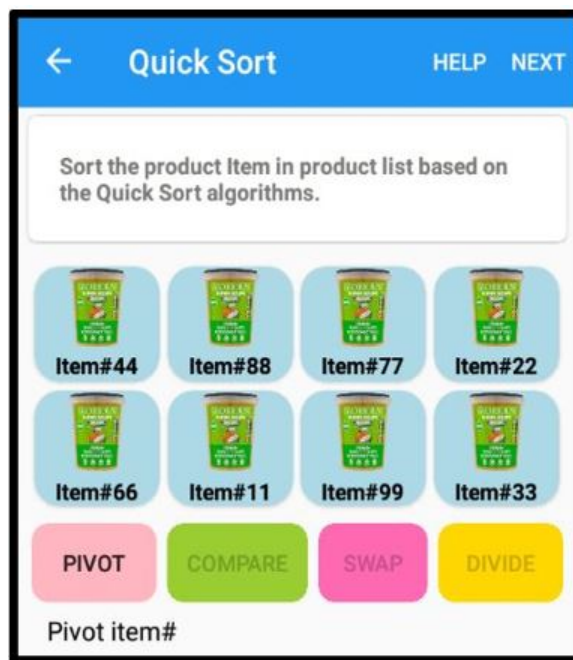 Quick Sort HELP NEXT
Sort the product Item in product list based on
the Quick Sort algorithms.
Item#44 Item#88 Item#77 Item#22
Item#66 Item#11 Item#99 Item#33
PIVOT COMPARE SWAP DIVIDE
Pivot item#